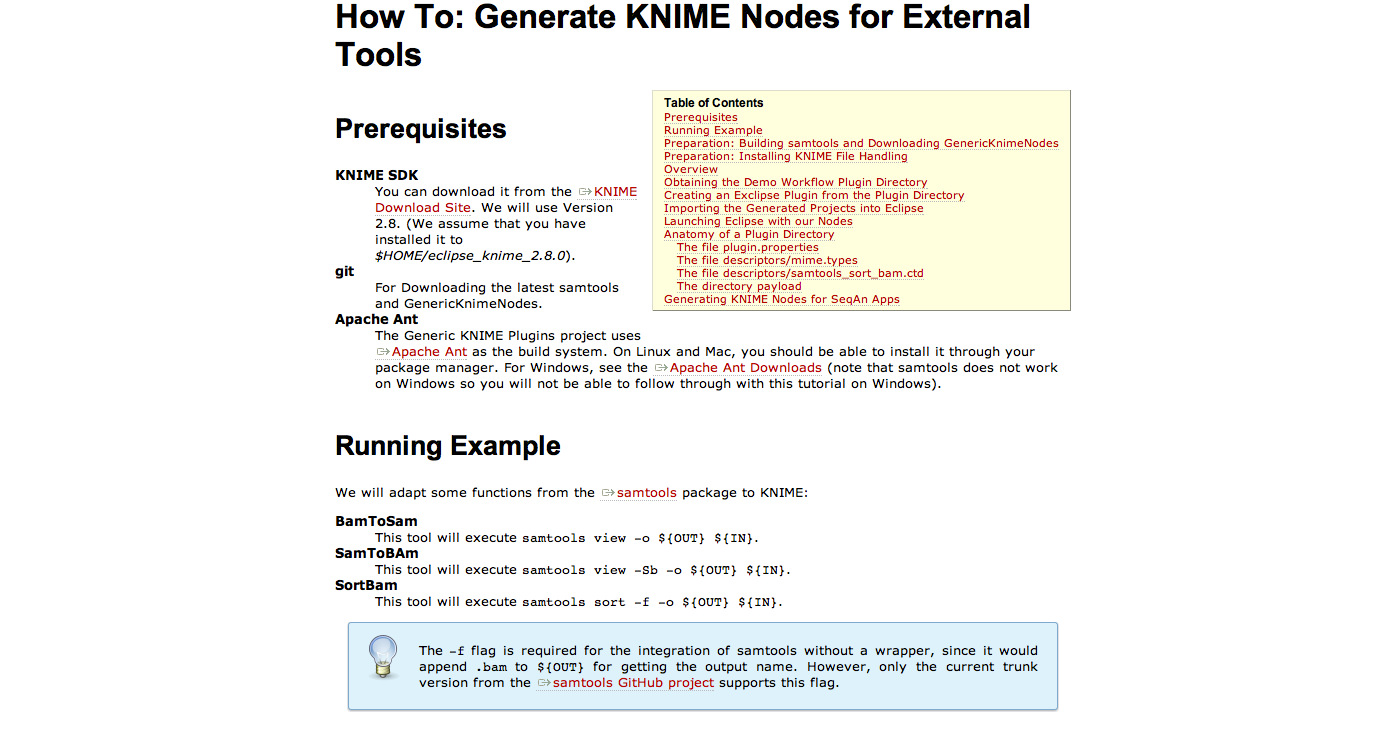 How To: Generate KNIME Nodes for External
Tools
Table of Contents
Prerequisites
Running Example
Preparation: Building samtools and Downloading GenericKnimeNodes
Preparation: Installing KNIME File Handling
Overview
Obtaining the Demo Workflow Plugin Directory
Creating an Exclipse Plugin from the Plugin Directory
Importing the Generated Projects into Eclipse
Launching Eclipse with our Nodes
Anatomy of a Plugin Directory
The file plugin.properties
The file descriptors/mime.types
The file descriptors/samtools_sort_bam.ctd
The directory payload
Generating KNIME Nodes for SeqAn Apps
Prerequisites
KNIME SDK
You can download it from the KNIME
Download Site. We will use Version
2.8. (We assume that you have
installed it to
$HOME/eclipse_knime_2.8.0).
git
For Downloading the latest samtools
and GenericKnimeNodes.
Apache Ant
The Generic KNIME Plugins project uses
Apache Ant as the build system. On Linux and Mac, you should be able to install it through your
package manager. For Windows, see the Apache Ant Downloads (note that samtools does not work
on Windows so you will not be able to follow through with this tutorial on Windows).
Running Example
We will adapt some functions from the samtools package to KNIME:
BamToSam
This tool will execute samtools view -o ${OUT} ${IN}.
SamToBAm
This tool will execute samtools view -Sb -o ${OUT} ${IN}.
SortBam
This tool will execute samtools sort -f -o ${OUT} ${IN}.
The -f flag is required for the integration of samtools without a wrapper, since it would
append .bam to ${OUT} for getting the output name. However, only the current trunk
version from the samtools GitHub project supports this flag.